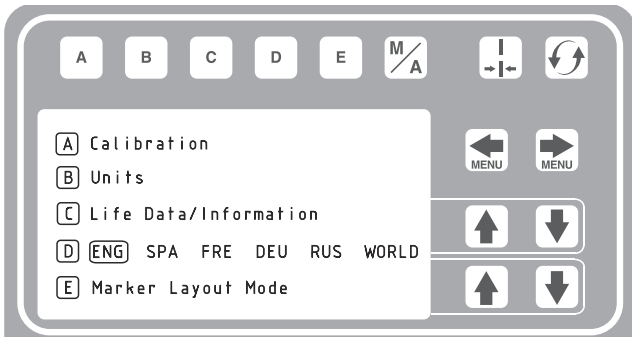 A B C D E M/A
MENU MENU
A Calibration
B Units
C Life Data/Information
D ENG SPA FRE DEU RUS WORLD
E Marker Layout Mode